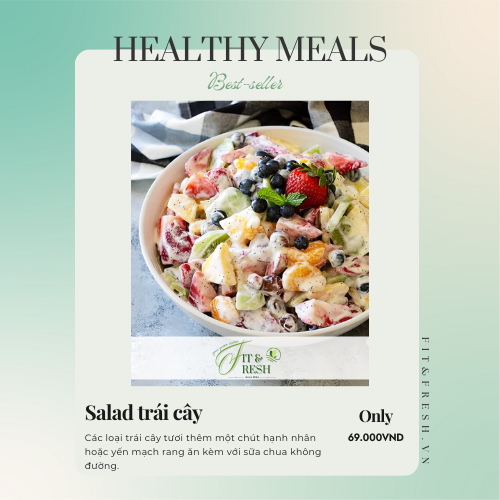 HEALTHY MEALS
Best-seller
FIT &
RESH
Salad trái cây
Các loại trái cây tươi thêm một chút hạnh nhân
hoặc yến mạch rang ăn kèm với sữa chua không
đường.
Only
69.000VND
FIT&FRESH.VN